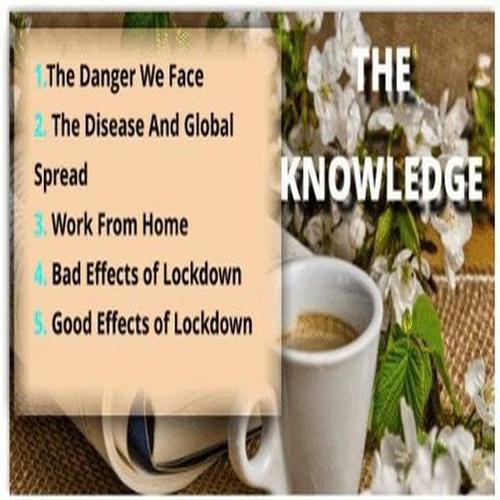 1.The Danger We Face
2. The Disease And Global
Spread
3. Work From Home
4. Bad Effects of Lockdown
5. Good Effects of Lockdown
THE
KNOWLEDGE